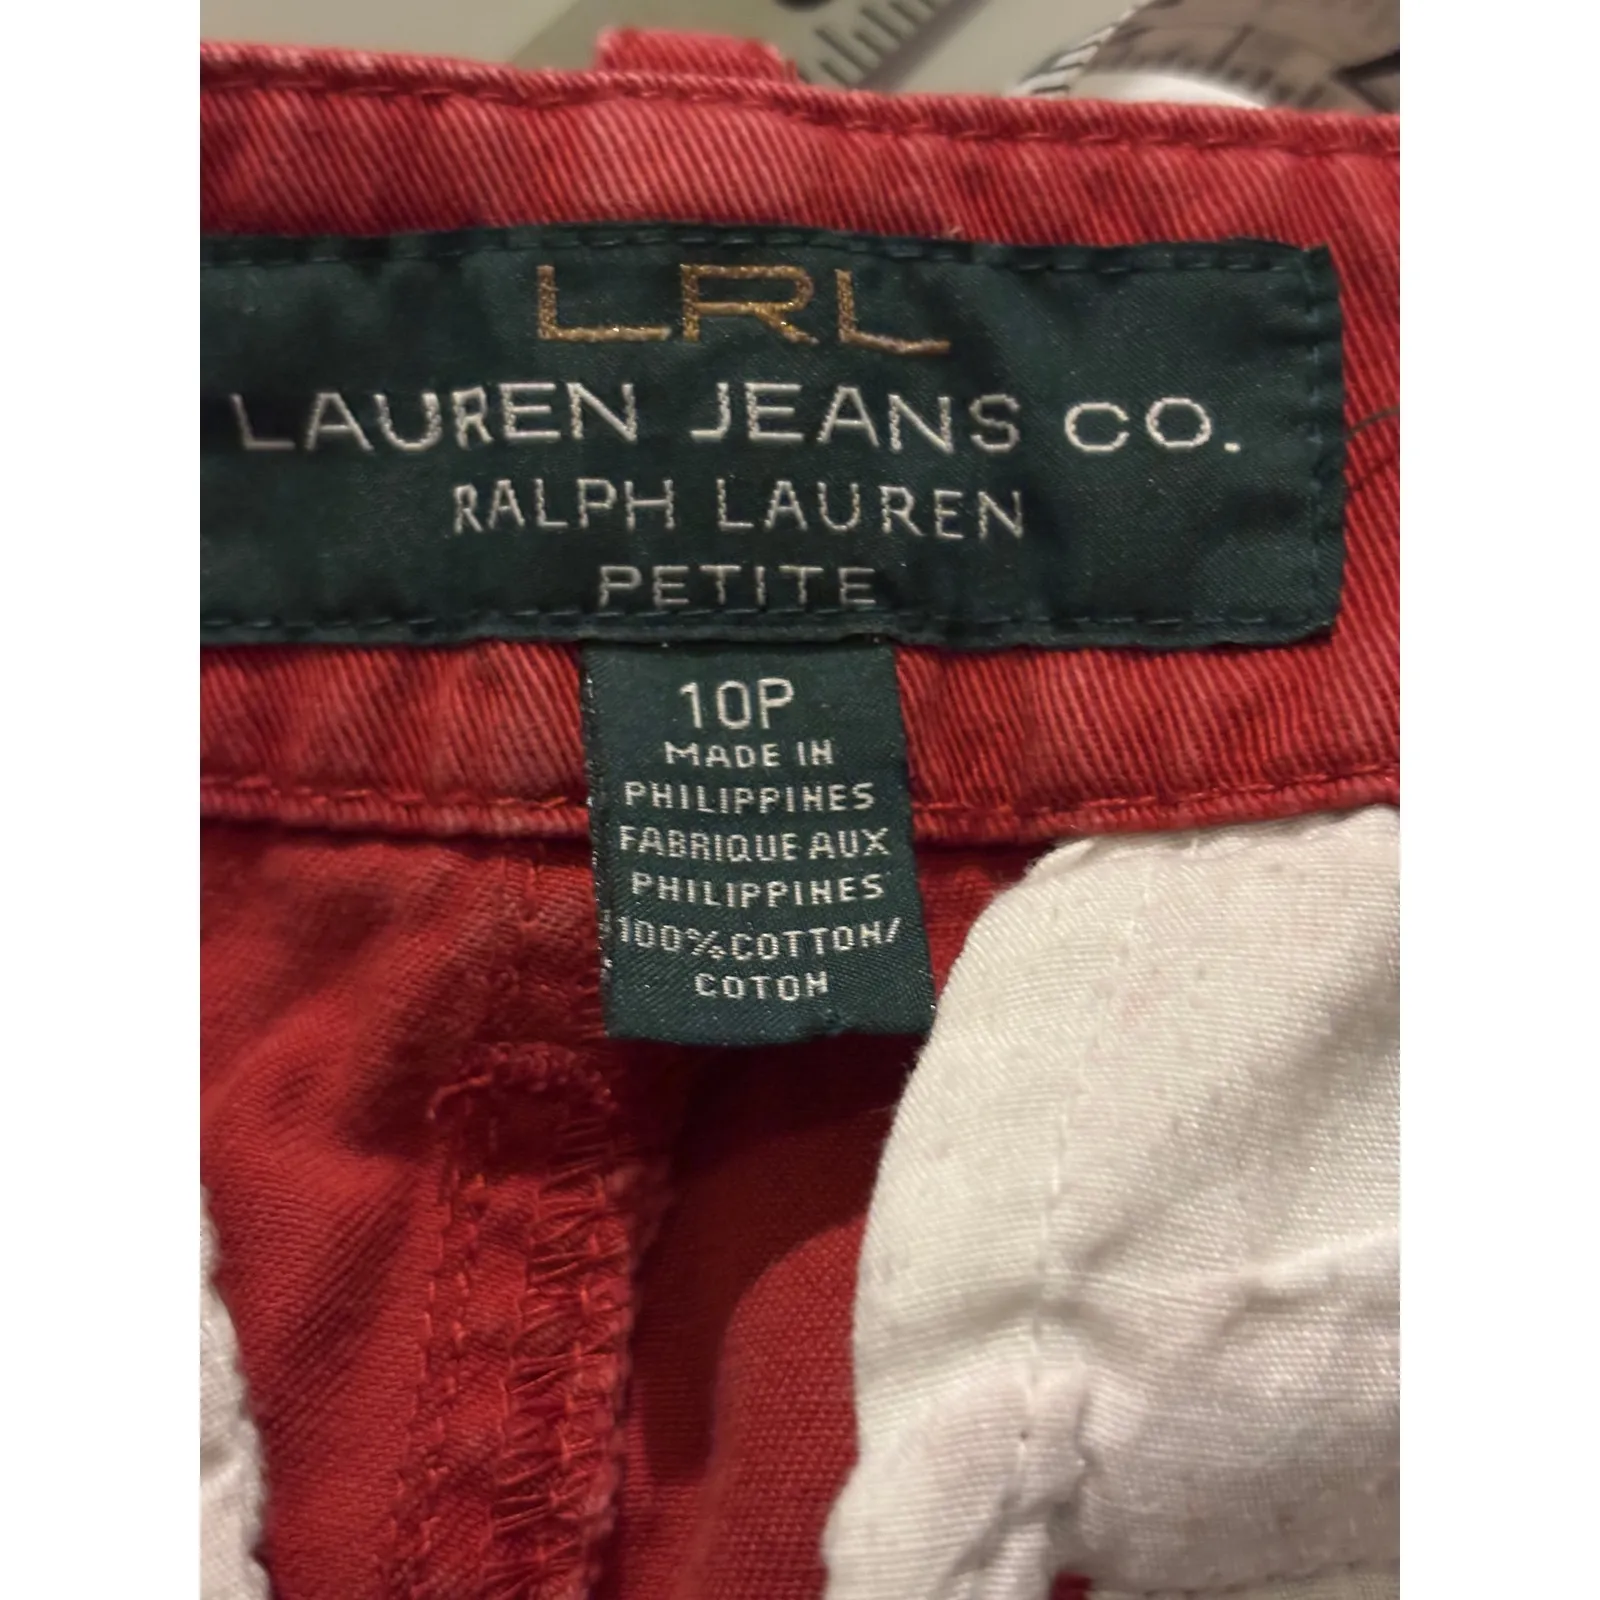 LRL
LAUREN JEANS CO.
RALPH LAUREN
PETITE
10P
MADE IN
PHILIPPINES
FABRIQUE AUX
PHILIPPINES
100% COTTON/
COTON